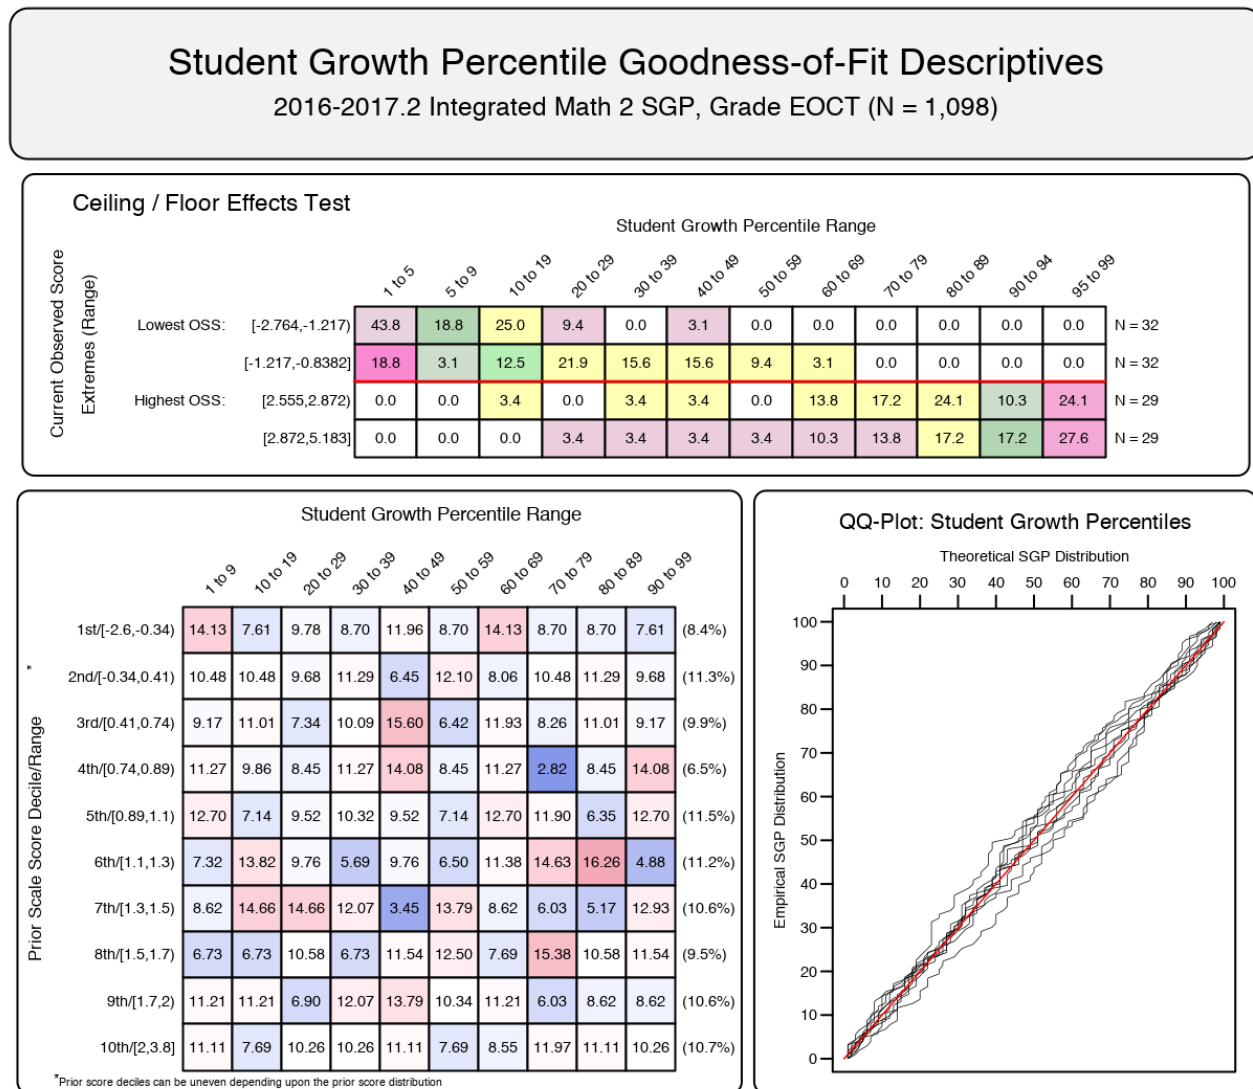 Student Growth Percentile Goodness-of-Fit Descriptives
2016-2017.2 Integrated Math 2 SGP, Grade EOCT (N = 1,098)
Ceiling / Floor Effects Test
Student Growth Percentile Range
Current Observed Score
Extremes (Range)
1 to 5 5 to 9 10 to 19 20 to 29 30 to 39 40 to 49 50 to 59 60 to 69 70 to 79 80 to 89 90 to 94 95 to 99
Lowest OSS: [-2.764,-1.217) 43.8 18.8 25.0 9.4 0.0 3.1 0.0 0.0 0.0 0.0 0.0 0.0 N = 32
[-1.217,-0.8382] 18.8 3.1 12.5 21.9 15.6 15.6 9.4 3.1 0.0 0.0 0.0 0.0 N = 32
Highest OSS: [2.555,2.872) 0.0 0.0 3.4 0.0 3.4 3.4 0.0 13.8 17.2 24.1 10.3 24.1 N = 29
[2.872,5.183] 0.0 0.0 0.0 3.4 3.4 3.4 3.4 10.3 13.8 17.2 17.2 27.6 N = 29
Student Growth Percentile Range
Prior Scale Score Decile/Range *
1 to 9 10 to 19 20 to 29 30 to 39 40 to 49 50 to 59 60 to 69 70 to 79 80 to 89 90 to 99
1st/[-2.6,-0.34) 14.13 7.61 9.78 8.70 11.96 8.70 14.13 8.70 8.70 7.61 (8.4%)
2nd/[-0.34,0.41) 10.48 10.48 9.68 11.29 6.45 12.10 8.06 10.48 11.29 9.68 (11.3%)
3rd/[0.41,0.74) 9.17 11.01 7.34 10.09 15.60 6.42 11.93 8.26 11.01 9.17 (9.9%)
4th/[0.74,0.89) 11.27 9.86 8.45 11.27 14.08 8.45 11.27 2.82 8.45 14.08 (6.5%)
5th/[0.89,1.1) 12.70 7.14 9.52 10.32 9.52 7.14 12.70 11.90 6.35 12.70 (11.5%)
6th/[1.1,1.3) 7.32 13.82 9.76 5.69 9.76 6.50 11.38 14.63 16.26 4.88 (11.2%)
7th/[1.3,1.5) 8.62 14.66 14.66 12.07 3.45 13.79 8.62 6.03 5.17 12.93 (10.6%)
8th/[1.5,1.7) 6.73 6.73 10.58 6.73 11.54 12.50 7.69 15.38 10.58 11.54 (9.5%)
9th/[1.7,2) 11.21 11.21 6.90 12.07 13.79 10.34 11.21 6.03 8.62 8.62 (10.6%)
10th/[2,3.8] 11.11 7.69 10.26 10.26 11.11 7.69 8.55 11.97 11.11 10.26 (10.7%)
*Prior score deciles can be uneven depending upon the prior score distribution
QQ-Plot: Student Growth Percentiles
Theoretical SGP Distribution
0 10 20 30 40 50 60 70 80 90 100
Empirical SGP Distribution
100
90
80
70
60
50
40
30
20
10
0